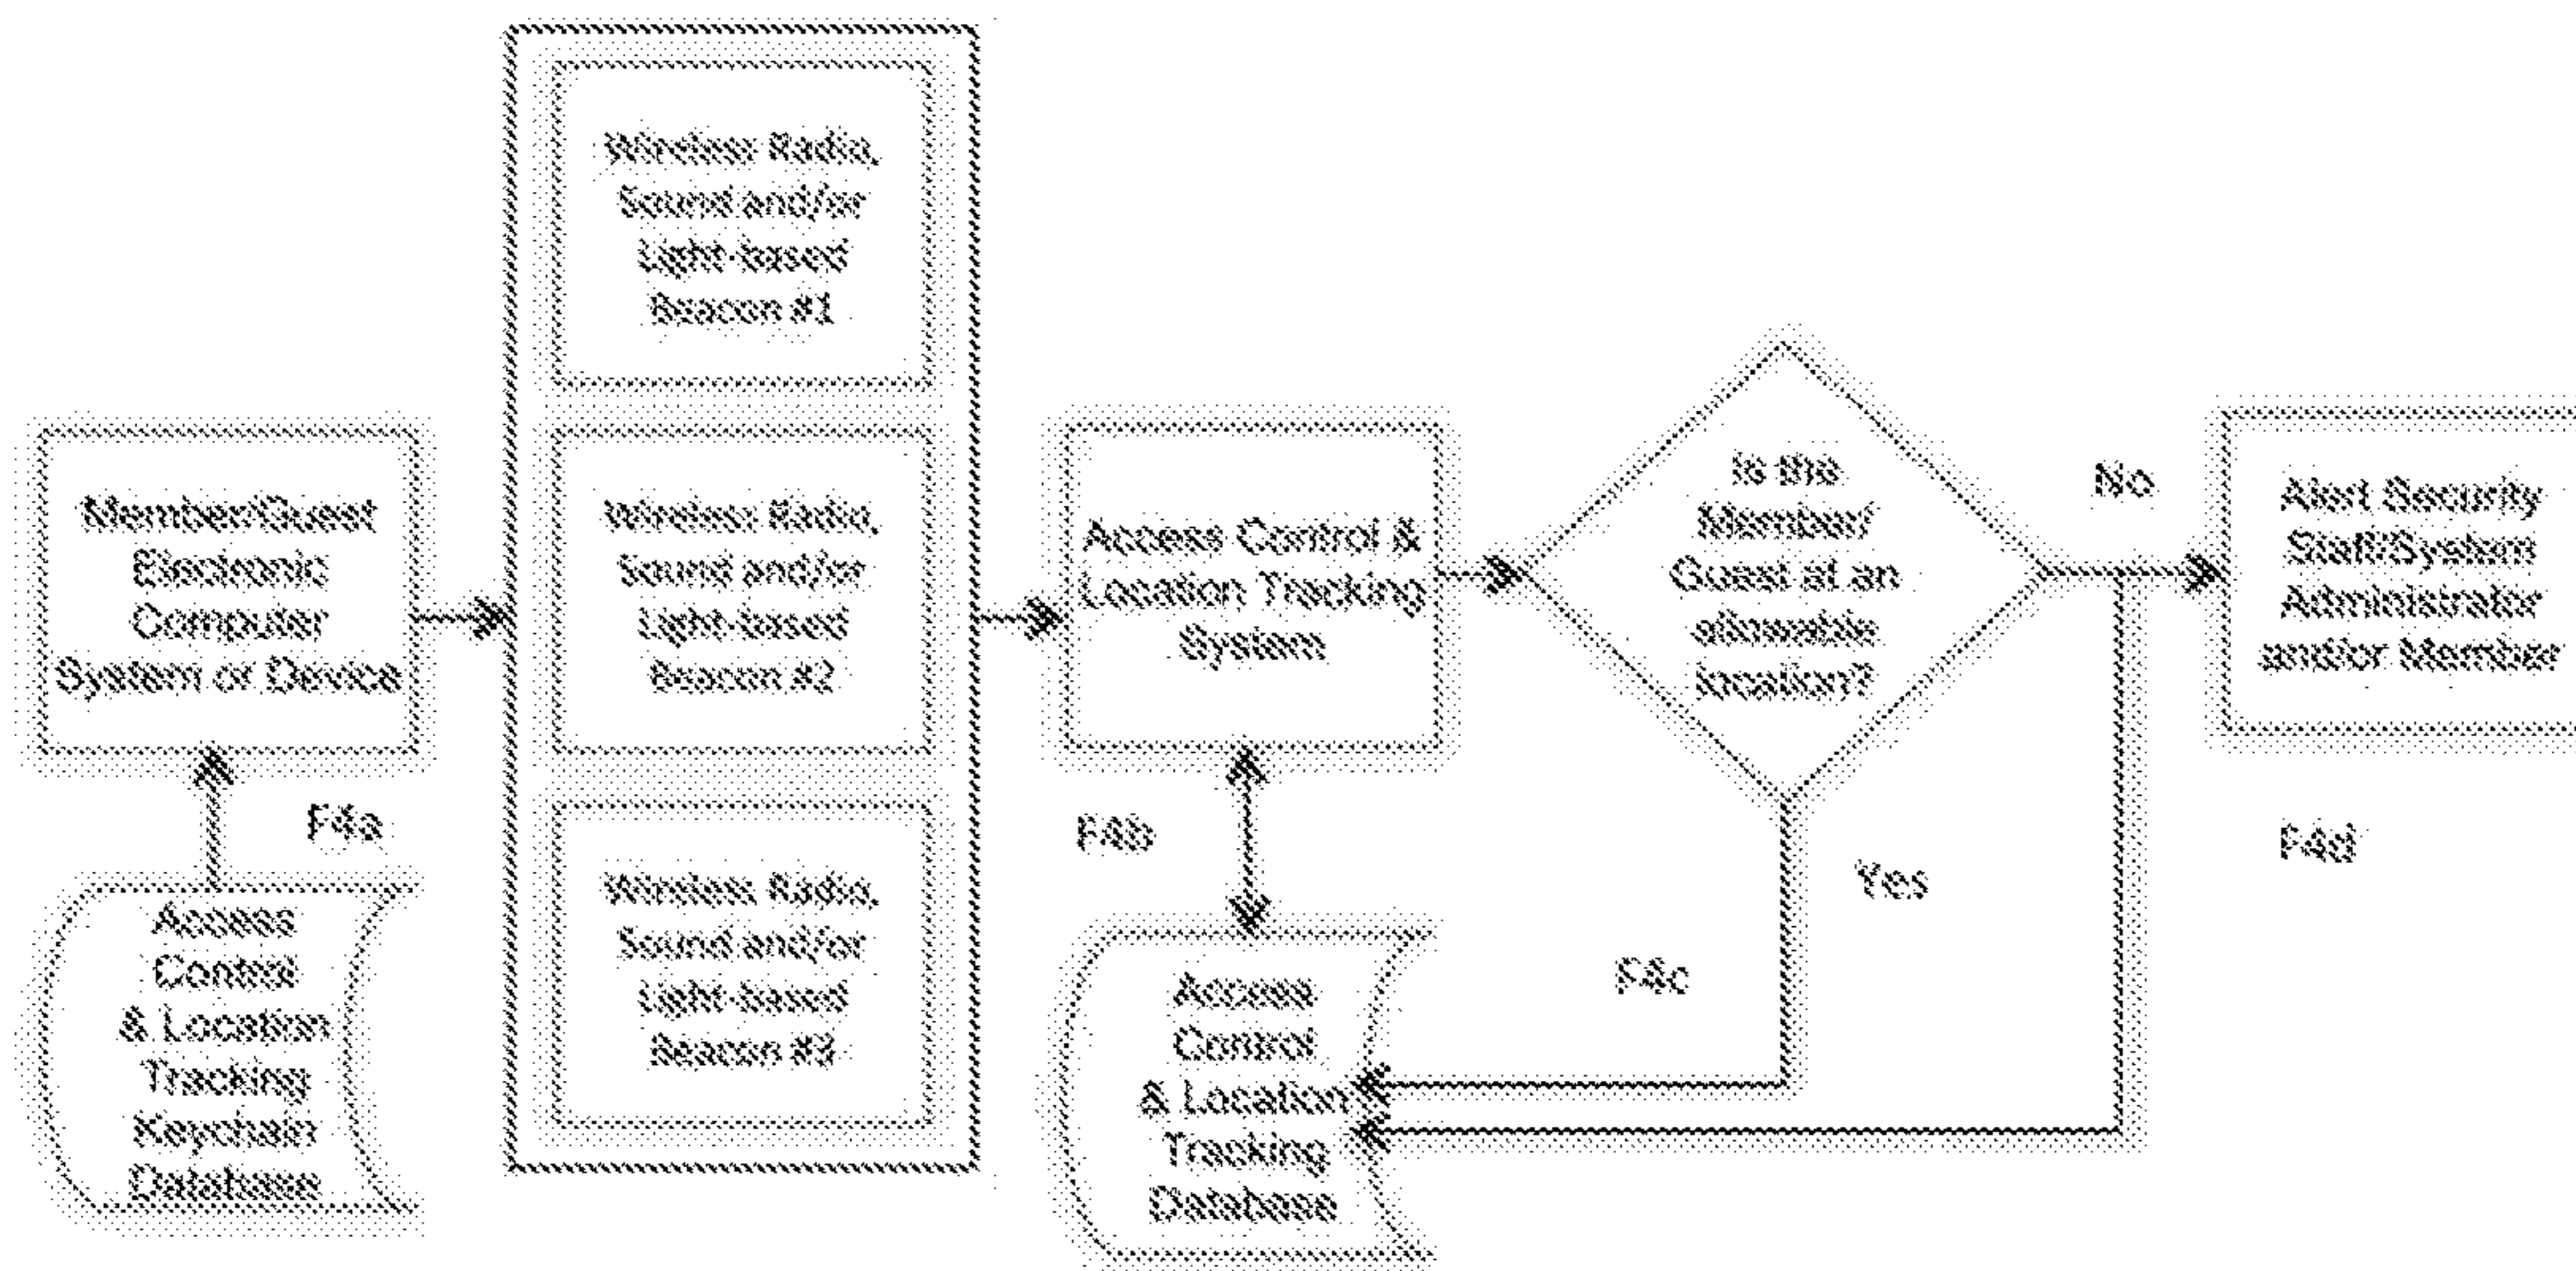 Member/Guest
Electronic
Computer
System or Device
F4a
Access
Control
& Location
Tracking
Keychain
Database
Wireless Radio,
Sound and/or
Light-based
Beacon #1
Wireless Radio,
Sound and/or
Light-based
Beacon #2
Wireless Radio,
Sound and/or
Light-based
Beacon #3
Access Control &
Location Tracking
System
F4b
Access
Control
& Location
Tracking
Database
Is the
Member/
Guest at an
allowable
location?
Yes
F4c
No
Alert Security
Staff/System
Administrator
and/or Member
F4d